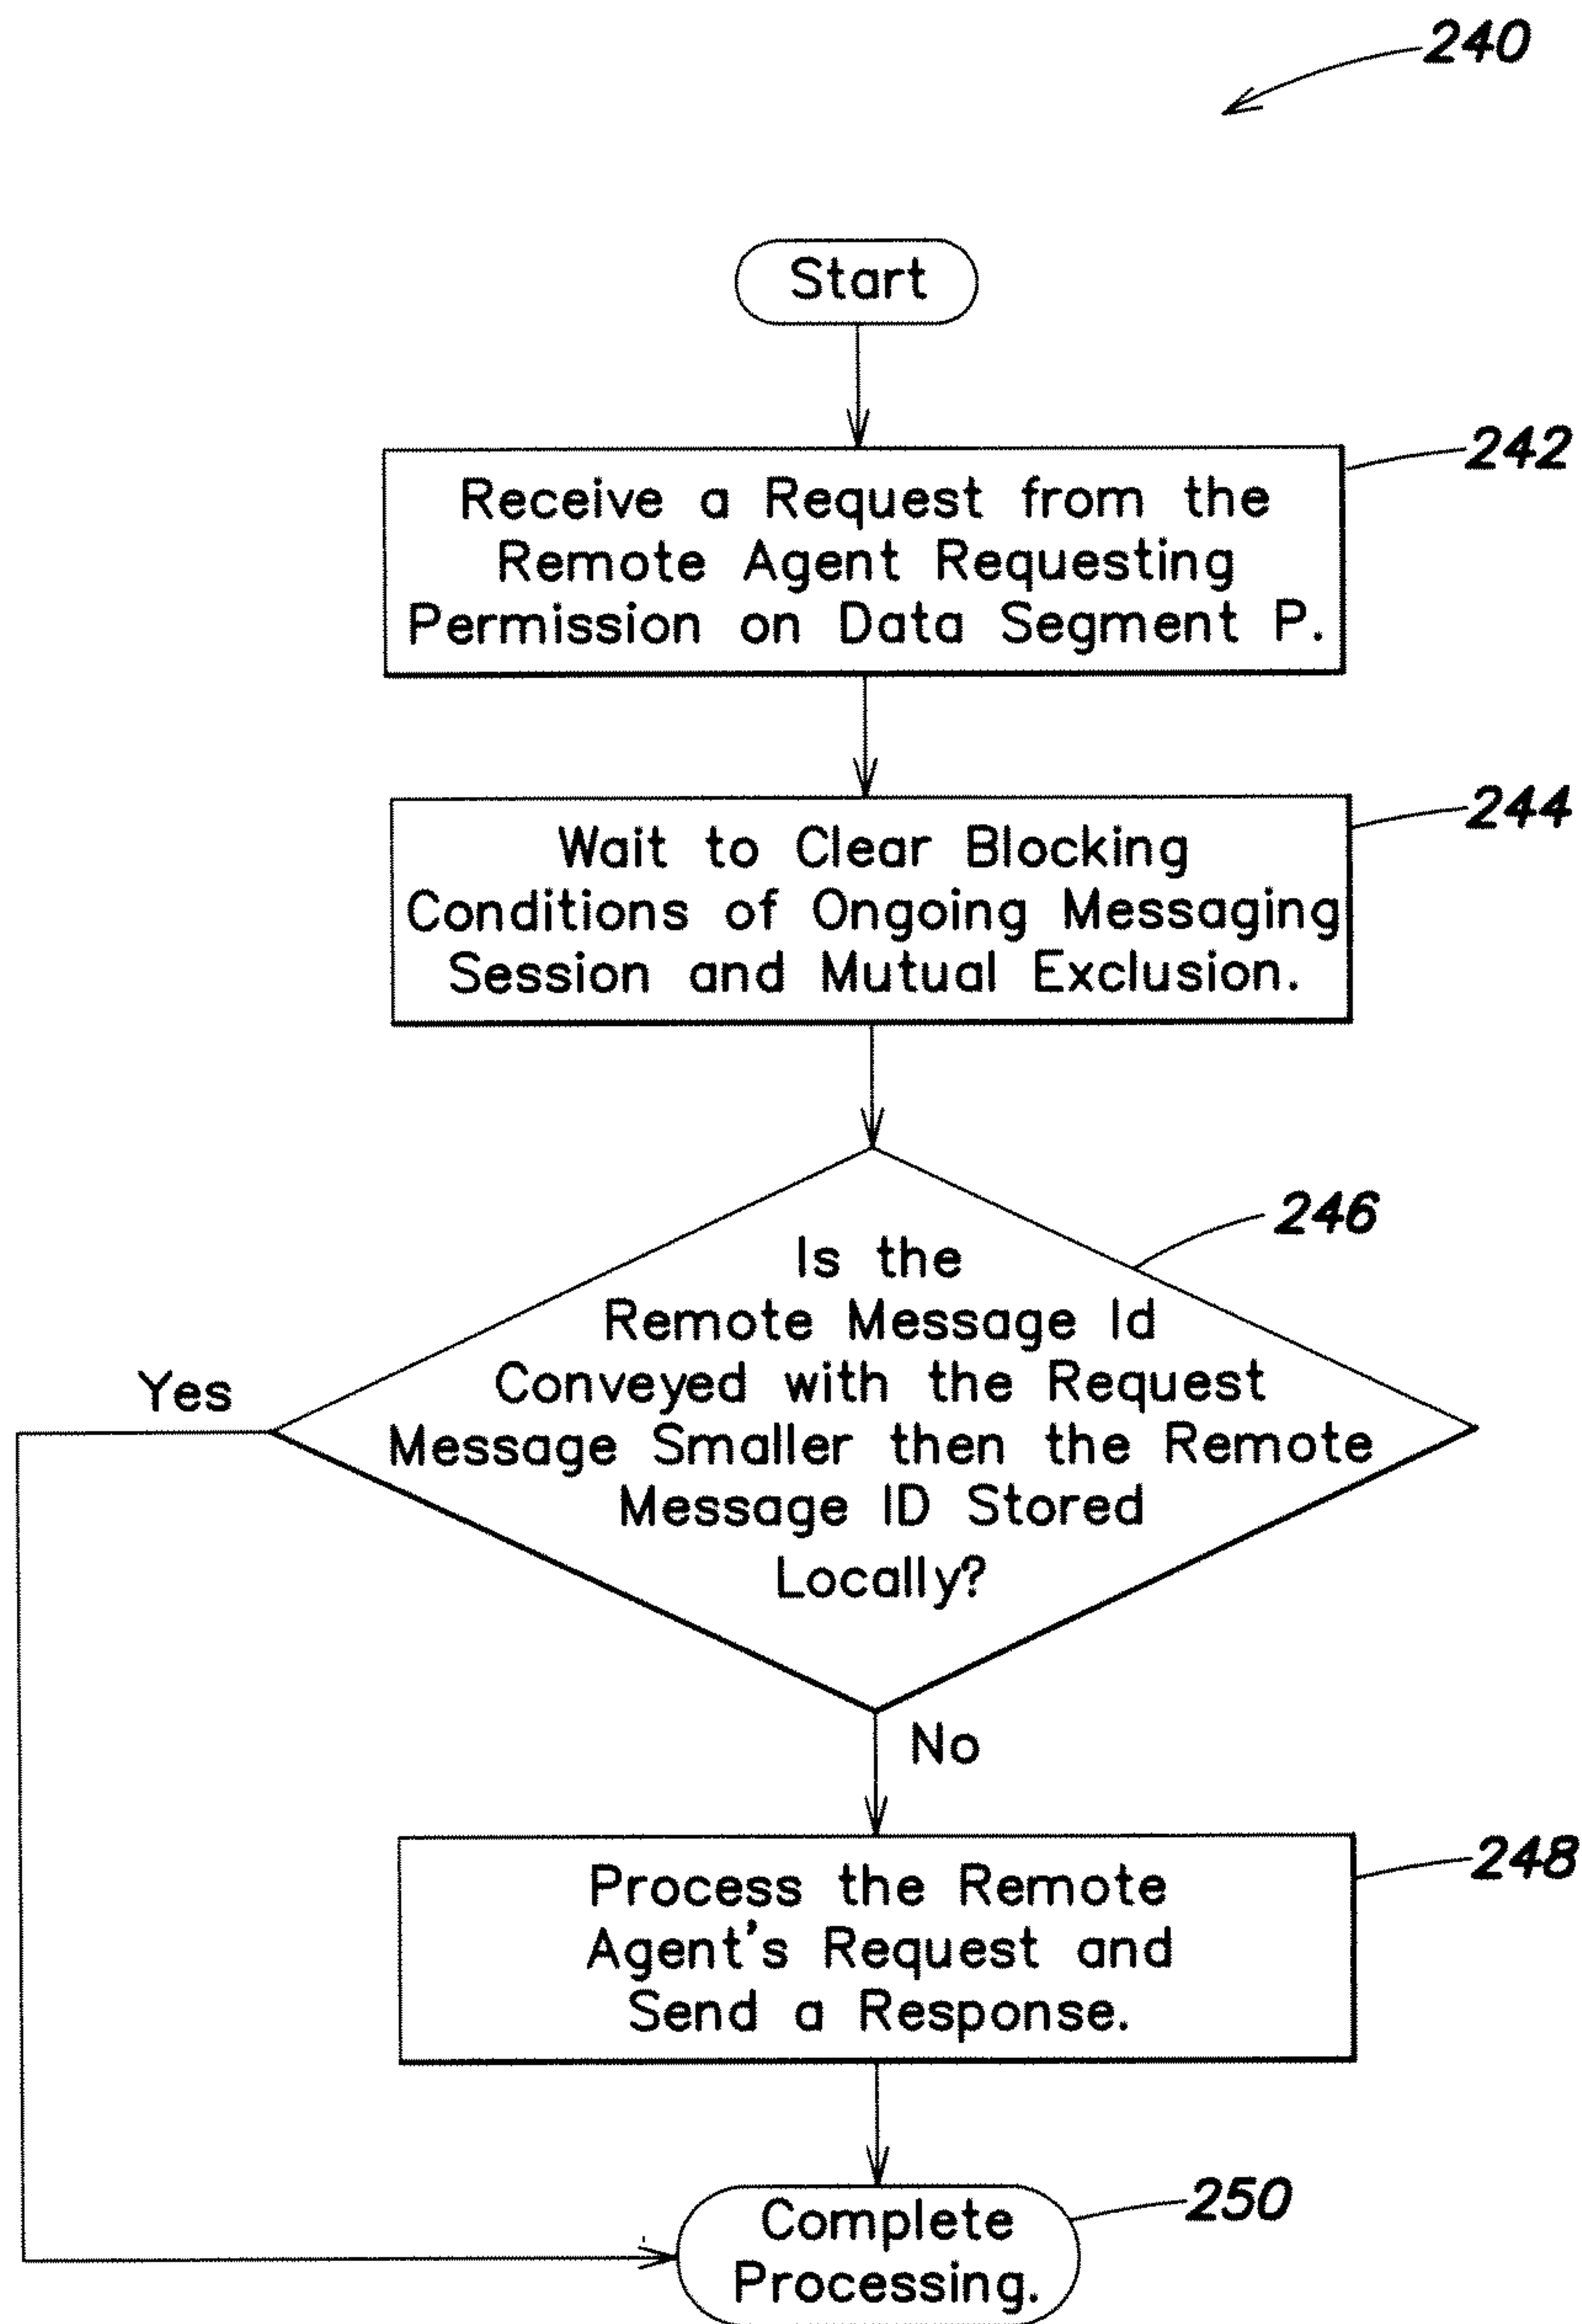 240
Start
242
Receive a Request from the
Remote Agent Requesting
Permission on Data Segment P.
244
Wait to Clear Blocking
Conditions of Ongoing Messaging
Session and Mutual Exclusion.
246
Is the
Remote Message Id
Conveyed with the Request
Message Smaller then the Remote
Message ID Stored
Locally?
Yes
No
248
Process the Remote
Agent's Request and
Send a Response.
250
Complete
Processing.